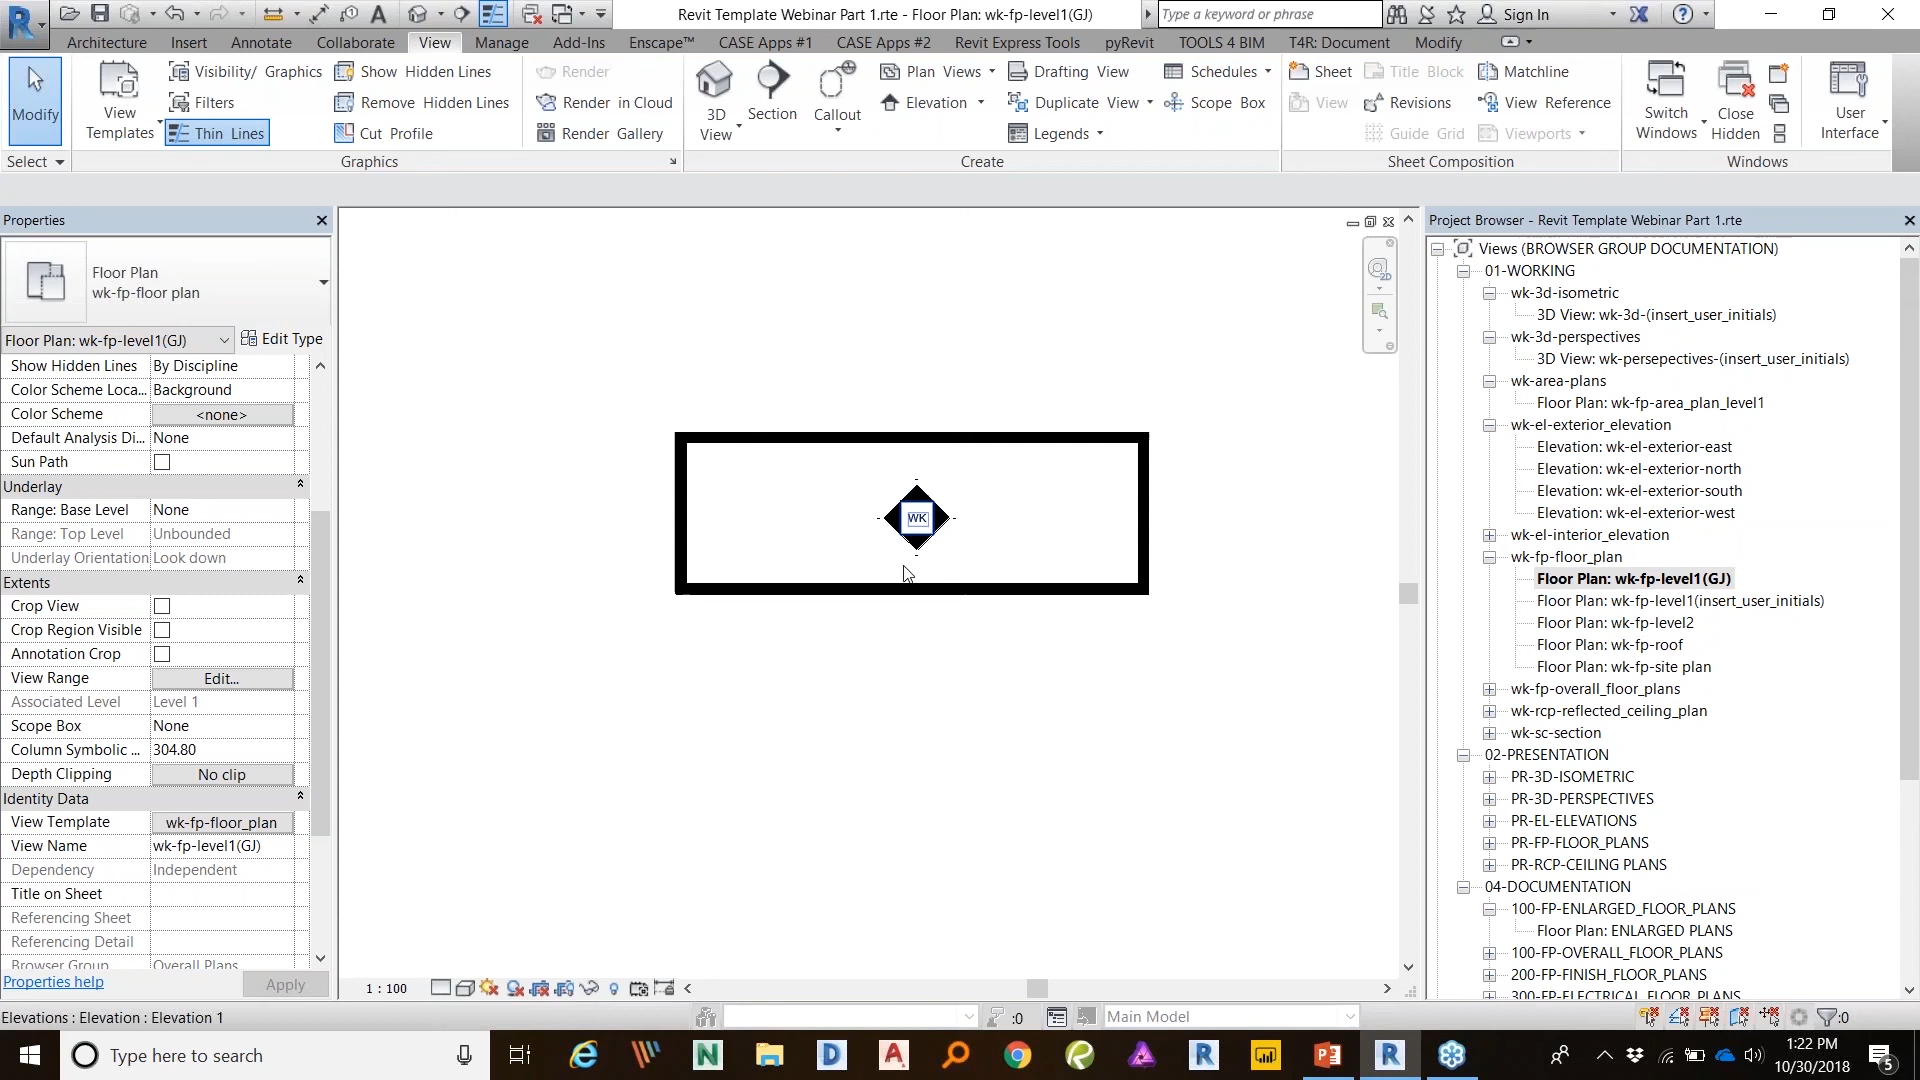 Revit Template Webinar Part 1.rte - Floor Plan: wk-fp-level1(GJ)
Type a keyword or phrase
Sign In
Architecture Insert Annotate Collaborate View Manage Add-Ins Enscape™ CASE Apps #1 CASE Apps #2 Revit Express Tools pyRevit TOOLS 4 BIM T4R: Document Modify
Modify
View Templates
Visibility/ Graphics
Filters
Thin Lines
Show Hidden Lines
Remove Hidden Lines
Cut Profile
Render
Render in Cloud
Render Gallery
3D View
Section
Callout
Plan Views
Elevation
Drafting View
Duplicate View
Legends
Schedules
Scope Box
Sheet
View
Title Block
Revisions
Guide Grid
Matchline
View Reference
Viewports
Switch Windows
Close Hidden
User Interface
Select Graphics Create Sheet Composition Windows
Properties
Floor Plan
wk-fp-floor plan
Floor Plan: wk-fp-level1(GJ) Edit Type
Show Hidden Lines By Discipline
Color Scheme Loca... Background
Color Scheme <none>
Default Analysis Di... None
Sun Path
Underlay
Range: Base Level None
Range: Top Level Unbounded
Underlay Orientation Look down
Extents
Crop View
Crop Region Visible
Annotation Crop
View Range Edit...
Associated Level Level 1
Scope Box None
Column Symbolic ... 304.80
Depth Clipping No clip
Identity Data
View Template wk-fp-floor_plan
View Name wk-fp-level1(GJ)
Dependency Independent
Title on Sheet
Referencing Sheet
Referencing Detail
Browser Group Overall Plans
Properties help Apply
WK
2D
1 : 100
Project Browser - Revit Template Webinar Part 1.rte
Views (BROWSER GROUP DOCUMENTATION)
01-WORKING
wk-3d-isometric
3D View: wk-3d-(insert_user_initials)
wk-3d-perspectives
3D View: wk-persepectives-(insert_user_initials)
wk-area-plans
Floor Plan: wk-fp-area_plan_level1
wk-el-exterior_elevation
Elevation: wk-el-exterior-east
Elevation: wk-el-exterior-north
Elevation: wk-el-exterior-south
Elevation: wk-el-exterior-west
wk-el-interior_elevation
wk-fp-floor_plan
Floor Plan: wk-fp-level1(GJ)
Floor Plan: wk-fp-level1(insert_user_initials)
Floor Plan: wk-fp-level2
Floor Plan: wk-fp-roof
Floor Plan: wk-fp-site plan
wk-fp-overall_floor_plans
wk-rcp-reflected_ceiling_plan
wk-sc-section
02-PRESENTATION
PR-3D-ISOMETRIC
PR-3D-PERSPECTIVES
PR-EL-ELEVATIONS
PR-FP-FLOOR_PLANS
PR-RCP-CEILING PLANS
04-DOCUMENTATION
100-FP-ENLARGED_FLOOR_PLANS
Floor Plan: ENLARGED PLANS
100-FP-OVERALL_FLOOR_PLANS
200-FP-FINISH_FLOOR_PLANS
300-FP-ELECTRICAL_FLOOR_PLANS
Elevations : Elevation : Elevation 1
:0
Main Model
:0
Type here to search
1:22 PM
10/30/2018
5